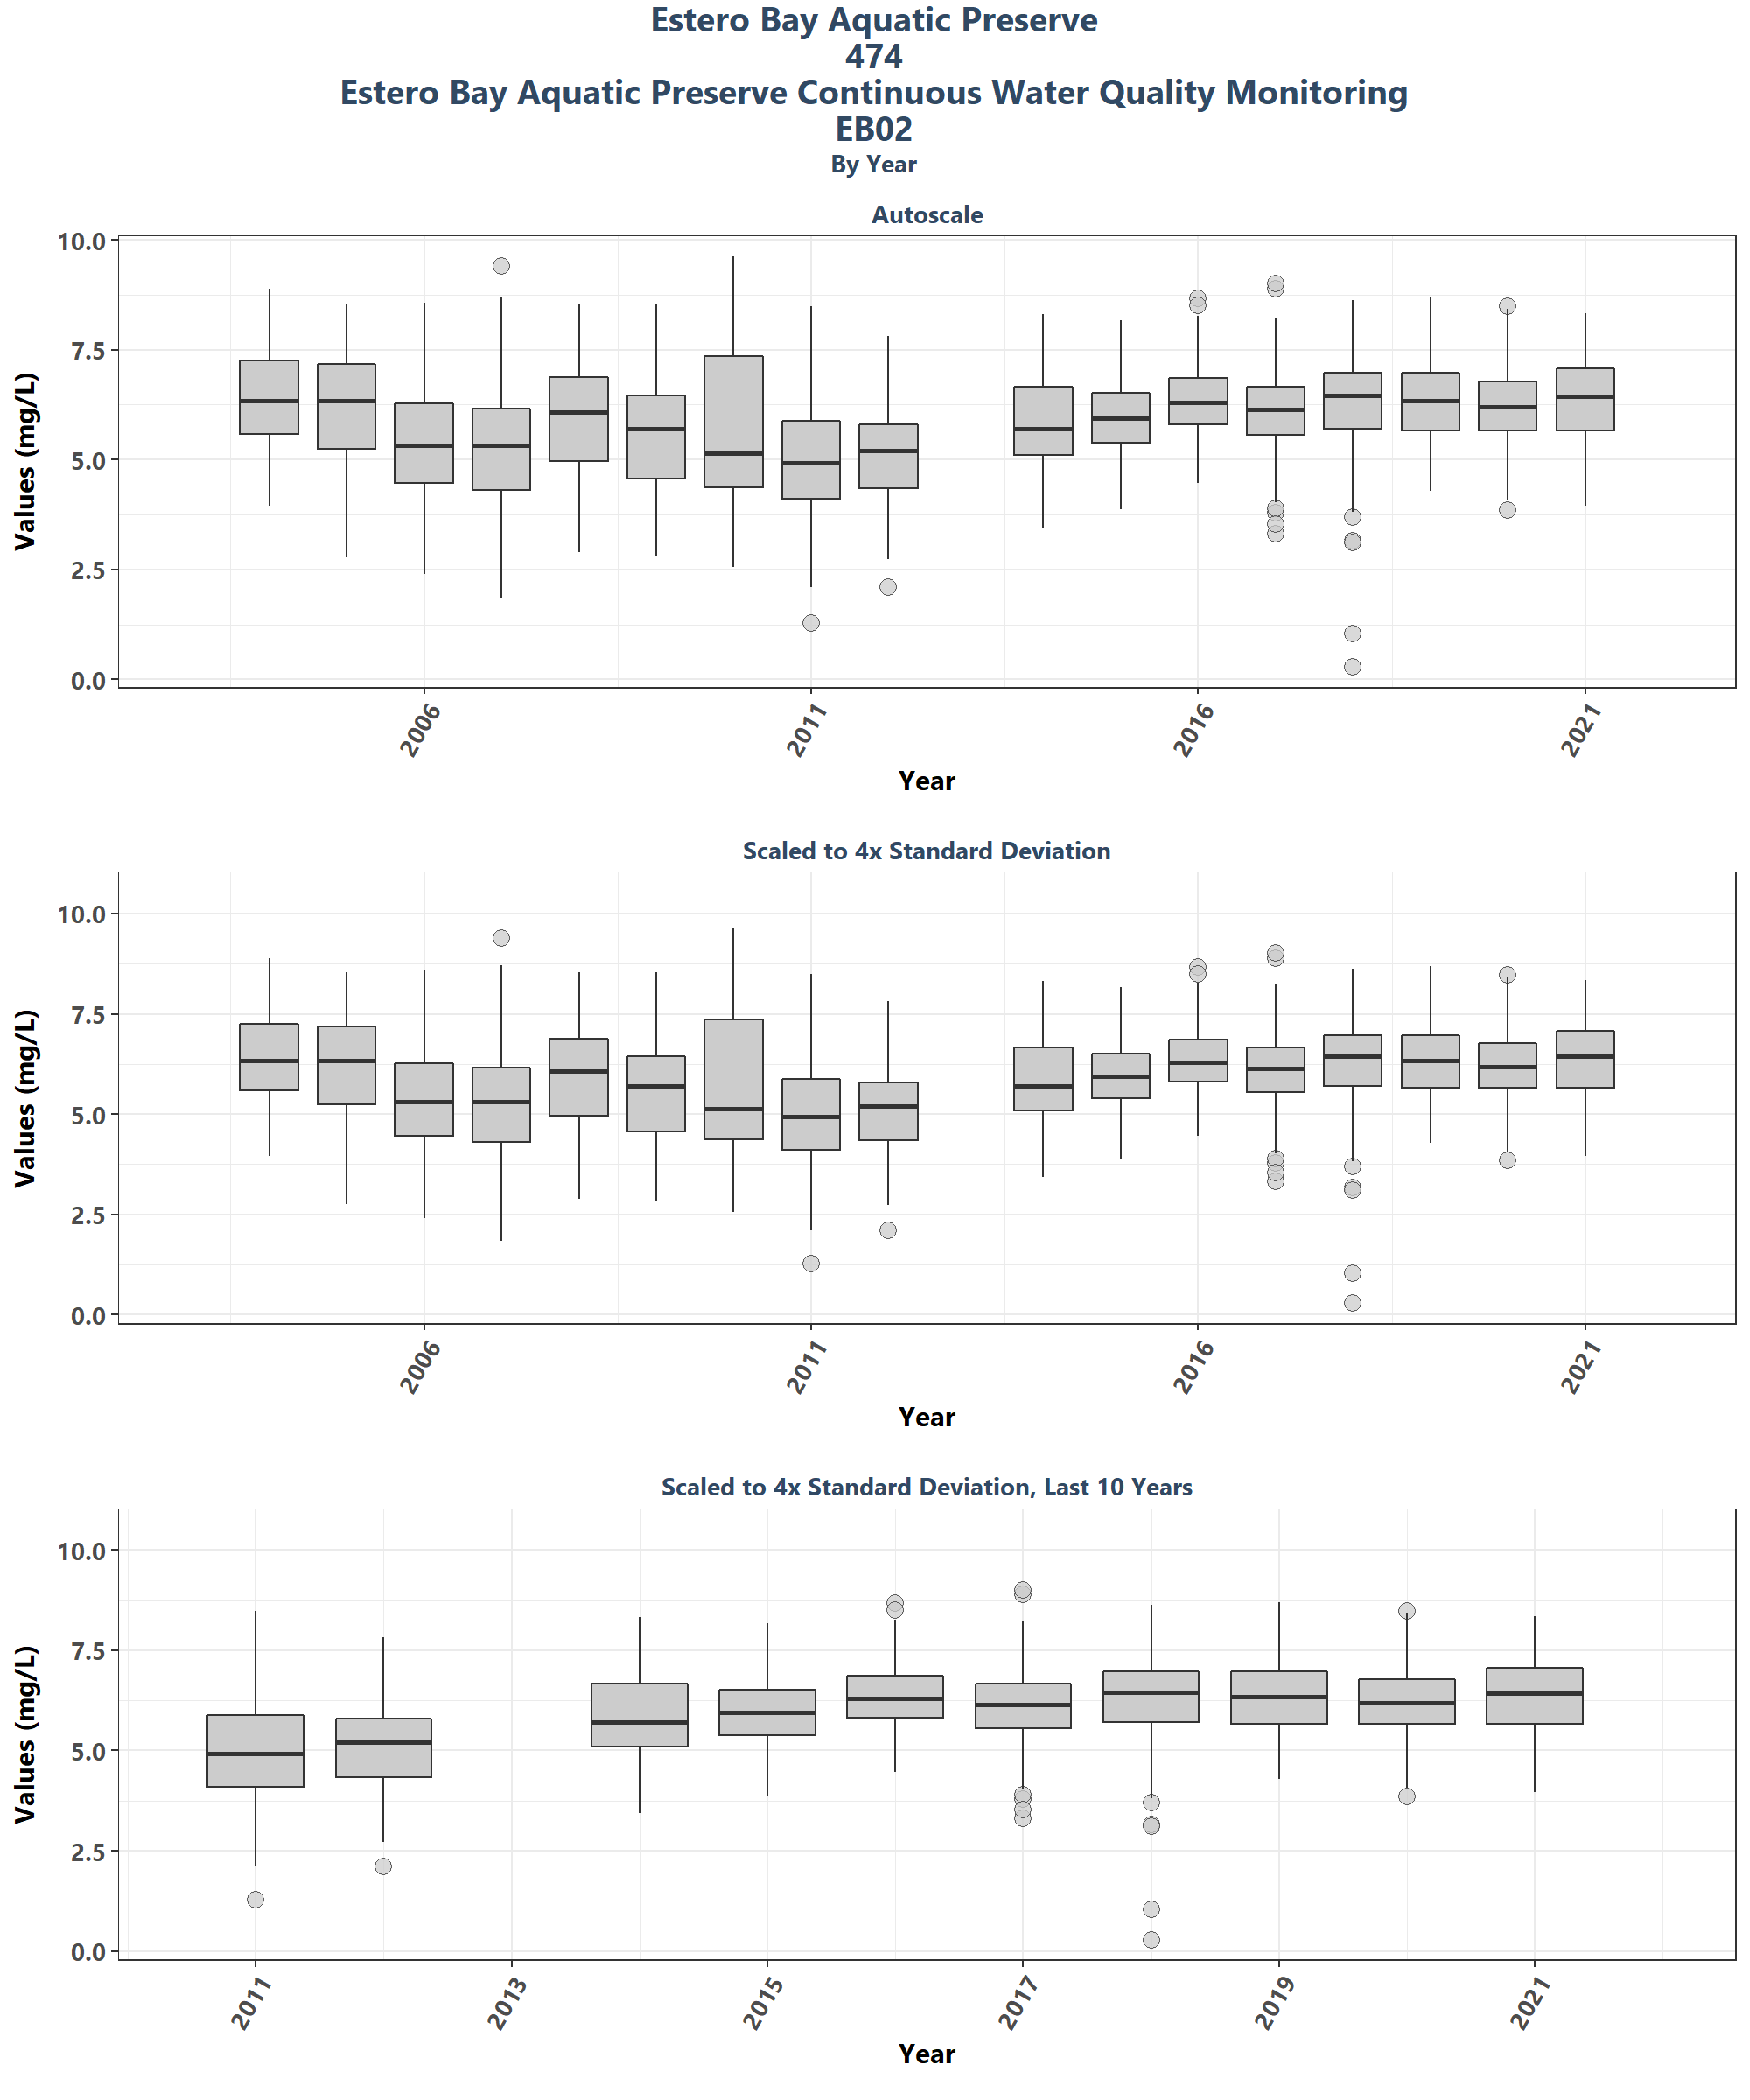 Estero Bay Aquatic Preserve
474
Estero Bay Aquatic Preserve Continuous Water Quality Monitoring
EB02
By Year
Autoscale
Values (mg/L)
10.0
7.5
5.0
2.5
0.0
2006 2011 2016 2021
Year
Scaled to 4x Standard Deviation
Values (mg/L)
10.0
7.5
5.0
2.5
0.0
2006 2011 2016 2021
Year
Scaled to 4x Standard Deviation, Last 10 Years
Values (mg/L)
10.0
7.5
5.0
2.5
0.0
2011 2013 2015 2017 2019 2021
Year